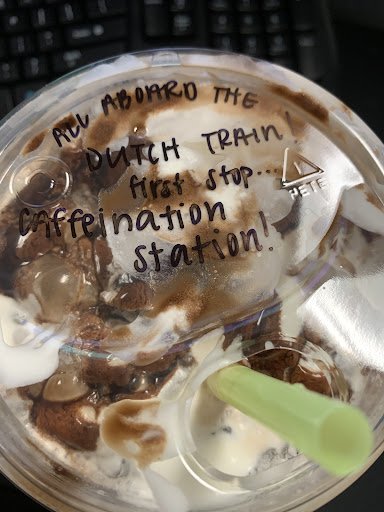 ALL ABOARD THE
DUTCH TRAIN!
first stop...
Caffeination
station!
PETE